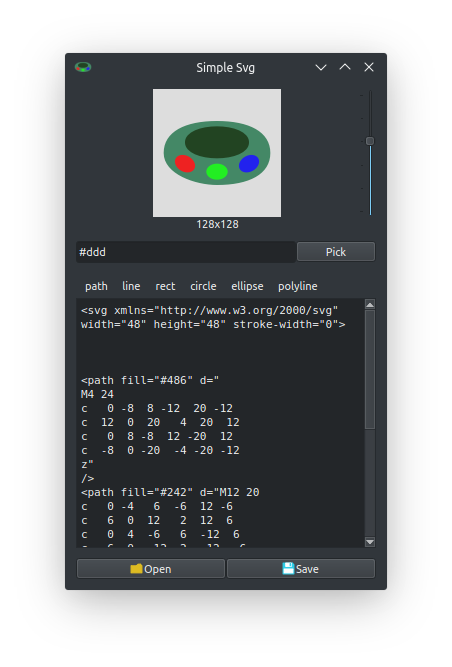 Simple Svg
128x128
#ddd
Pick
path line rect circle ellipse polyline
<svg xmlns="http://www.w3.org/2000/svg"
width="48" height="48" stroke-width="0">
<path fill="#486" d="
M4 24
c   0 -8  8 -12  20 -12
c  12  0  20   4  20  12
c   0  8 -8  12 -20  12
c  -8  0 -20  -4 -20 -12
z"
/>
<path fill="#242" d="M12 20
c   0 -4   6  -6  12 -6
c   6  0  12   2  12  6
c   0  4  -6   6 -12  6
Open
Save